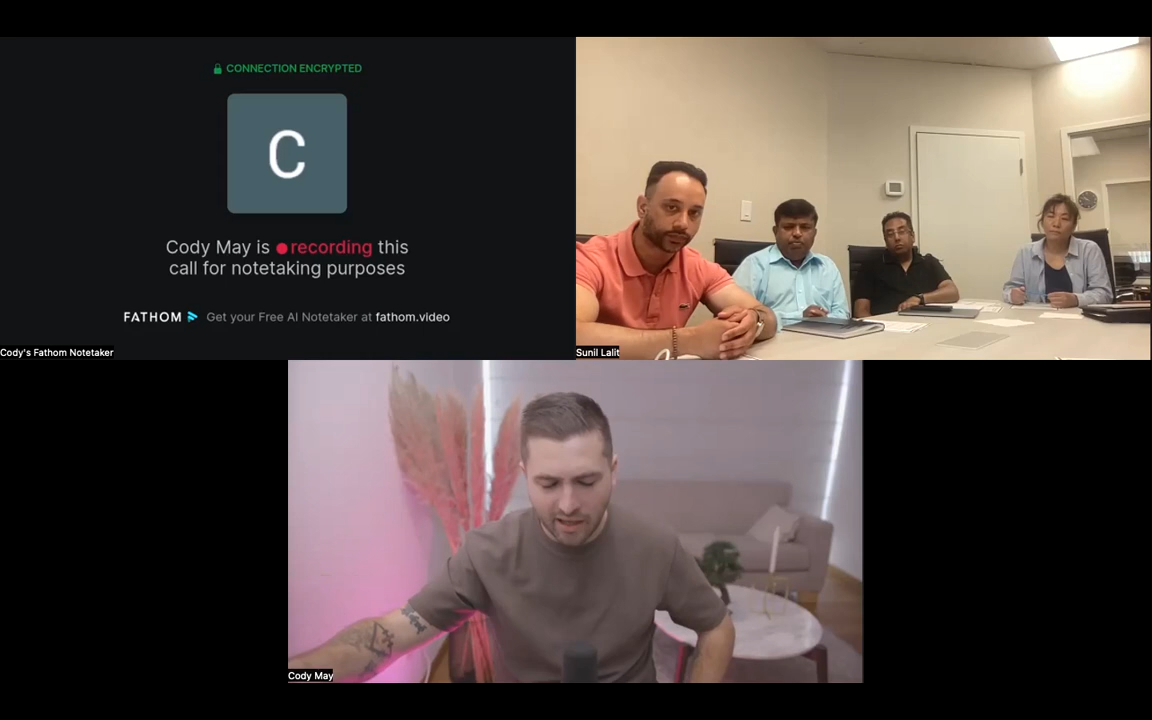 CONNECTION ENCRYPTED
C
Cody May is recording this
call for notetaking purposes
FATHOM Get your Free AI Notetaker at fathom.video
Cody's Fathom Notetaker
Sunil Lalit
Cody May